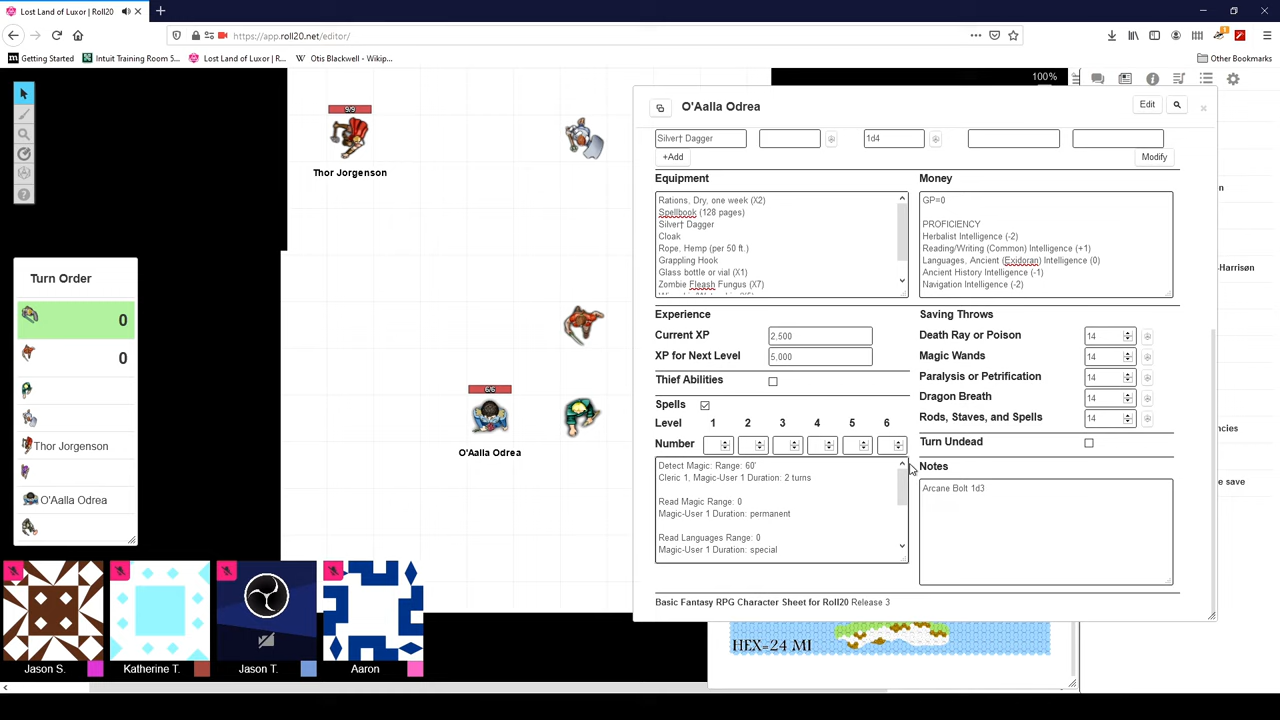 Lost Land of Luxor | Roll20
https://app.roll20.net/editor/
Getting Started
Intuit Training Room 5...
Lost Land of Luxor | R...
Otis Blackwell - Wikip...
Other Bookmarks
100%
9/9
Thor Jorgenson
6/6
O'Aalla Odrea
Turn Order
0
0
Thor Jorgenson
O'Aalla Odrea
O'Aalla Odrea
Edit
Silver† Dagger
1d4
+Add
Modify
Equipment
Rations, Dry, one week (X2)
Spellbook (128 pages)
Silver† Dagger
Cloak
Rope, Hemp (per 50 ft.)
Grappling Hook
Glass bottle or vial (X1)
Zombie Fleash Fungus (X7)
Money
GP=0
PROFICIENCY
Herbalist Intelligence (-2)
Reading/Writing (Common) Intelligence (+1)
Languages, Ancient (Exidoran) Intelligence (0)
Ancient History Intelligence (-1)
Navigation Intelligence (-2)
Experience
Current XP 2,500
XP for Next Level 5,000
Thief Abilities
Spells
Level 1 2 3 4 5 6
Number
Detect Magic: Range: 60'
Cleric 1, Magic-User 1 Duration: 2 turns
Read Magic Range: 0
Magic-User 1 Duration: permanent
Read Languages Range: 0
Magic-User 1 Duration: special
Saving Throws
Death Ray or Poison 14
Magic Wands 14
Paralysis or Petrification 14
Dragon Breath 14
Rods, Staves, and Spells 14
Turn Undead
Notes
Arcane Bolt 1d3
Basic Fantasy RPG Character Sheet for Roll20 Release 3
HEX=24 MI
Harrisøn
e save
Jason S.
Katherine T.
Jason T.
Aaron